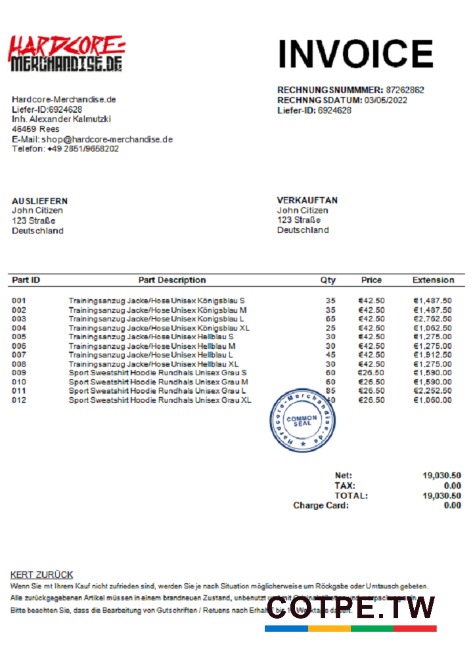 HARDCORE-
MERCHANDISE.DE
INVOICE
RECHNUNGSNUMMMER: 87262862
RECHNNG SDATUM: 03/05/2022
Liefer-ID: 6924628
Hardcore-Merchandise.de
Liefer-ID:6924628
Inh. Alexander Kalmutzki
46459 Rees
E-Mail: shop@hardcore-merchandise.de
Telefon: +49 2851/9658202
AUSLIEFERN
John Citizen
123 Straße
Deutschland
VERKAUFTAN
John Citizen
123 Straße
Deutschland
Part ID Part Description Qty Price Extension
001 Trainingsanzug Jacke/Hose Unisex Königsblau S 35 €42.50 €1,487.50
002 Trainingsanzug Jacke/Hose Unisex Königsblau M 35 €42.50 €1,487.50
003 Trainingsanzug Jacke/Hose Unisex Königsblau L 65 €42.50 €2,762.50
004 Trainingsanzug Jacke/Hose Unisex Königsblau XL 25 €42.50 €1,062.50
005 Trainingsanzug Jacke/Hose Unisex Hellblau S 30 €42.50 €1,275.00
006 Trainingsanzug Jacke/Hose Unisex Hellblau M 30 €42.50 €1,275.00
007 Trainingsanzug Jacke/Hose Unisex Hellblau L 45 €42.50 €1,912.50
008 Trainingsanzug Jacke/Hose Unisex Hellblau XL 30 €42.50 €1,275.00
009 Sport Sweatshirt Hoodie Rundhals Unisex Grau S 60 €26.50 €1,590.00
010 Sport Sweatshirt Hoodie Rundhals Unisex Grau M 60 €26.50 €1,590.00
011 Sport Sweatshirt Hoodie Rundhals Unisex Grau L 85 €26.50 €2,252.50
012 Sport Sweatshirt Hoodie Rundhals Unisex Grau XL 40 €26.50 €1,060.00
Hardcore-Merchandise.de
COMMON
SEAL
Net: 19,030.50
TAX: 0.00
TOTAL: 19,030.50
Charge Card: 0.00
KERT ZURÜCK
Wenn Sie mt Ihrem Kauf nicht zufrieden sind, werden Sie je nach Situation möglicherweise um Rückgabe oder Umtausch gebeten.
Alle zurückgegebenen Artikel müssen in einem brandneuen Zustand, unbenutzt und mit
Bitte beachten Sie, dass die Bearbeitung von Gutschriften / Retuens nach Erhalt bis
COTPE.TW